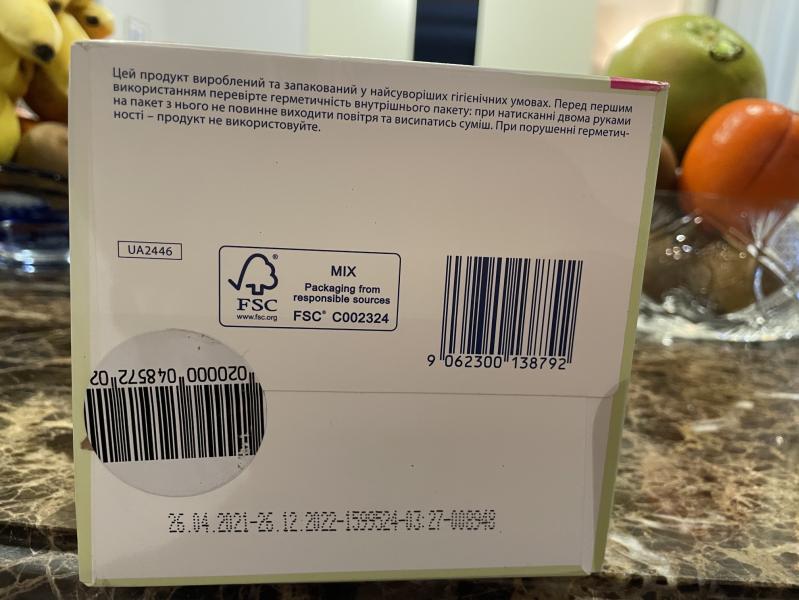 Цей продукт вироблений та запакований у найсуворіших гігієнічних умовах. Перед першим
використанням перевірте герметичність внутрішнього пакету: при натисканні двома руками
на пакет з нього не повинне виходити повітря та висипатись суміш. При порушенні герметич-
ності – продукт не використовуйте.
UA2446
FSC®
www.fsc.org
MIX
Packaging from
responsible sources
FSC® C002324
9 062300 138792
020000 048572 02
26.04.2021-26.12.2022-1599524-03:27-008948